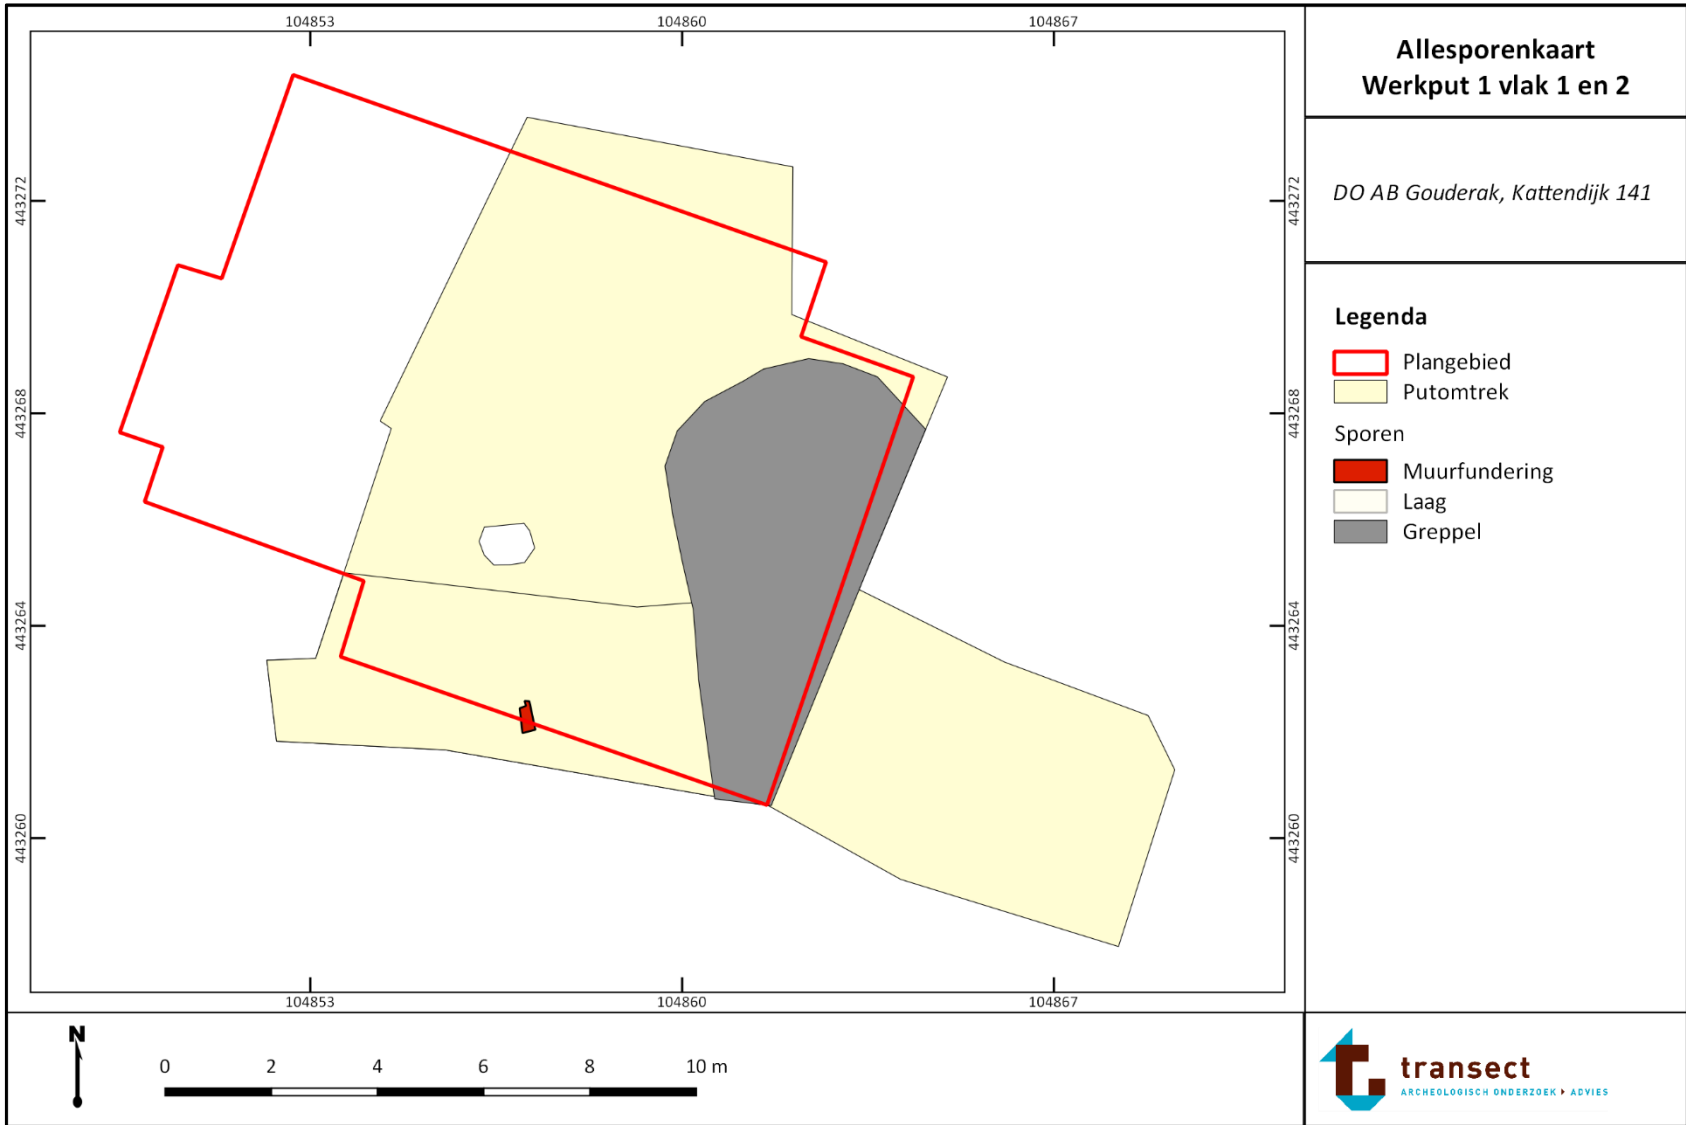 104853
104860
104867
443272
443272
443268
443268
443264
443264
443260
443260
104853
104860
104867
Allesporenkaart
Werkput 1 vlak 1 en 2
DO AB Gouderak, Kattendijk 141
Legenda
Plangebied
Putomtrek
Sporen
Muurfundering
Laag
Greppel
N
0 2 4 6 8 10 m
transect
ARCHEOLOGISCH ONDERZOEK ▸ ADVIES